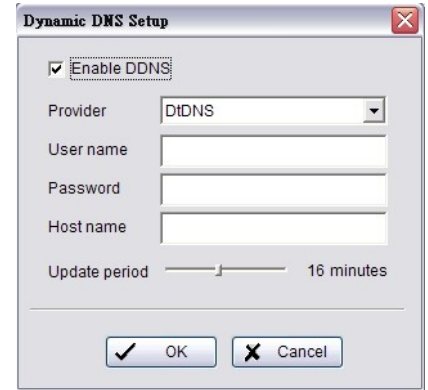 Dynamic DNS Setup
Enable DDNS
Provider DtDNS
User name
Password
Host name
Update period 16 minutes
OK Cancel